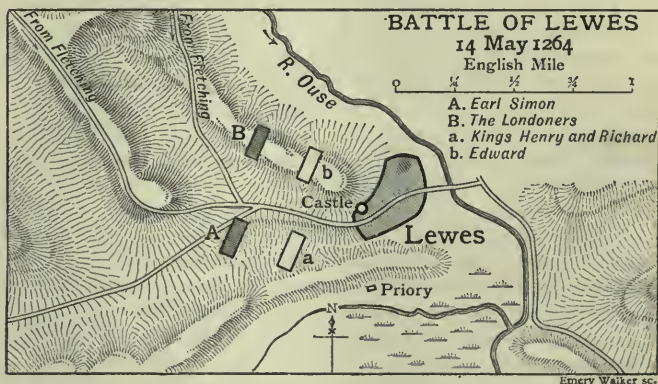 BATTLE OF LEWES
14 May 1264
English Mile
0 ¼ ½ ¾ 1
A. Earl Simon
B. The Londoners
a. Kings Henry and Richard
b. Edward
From Fletching
From Fletching
R. Ouse
B
b
Castle
Lewes
A
a
Priory
N
Emery Walker sc.